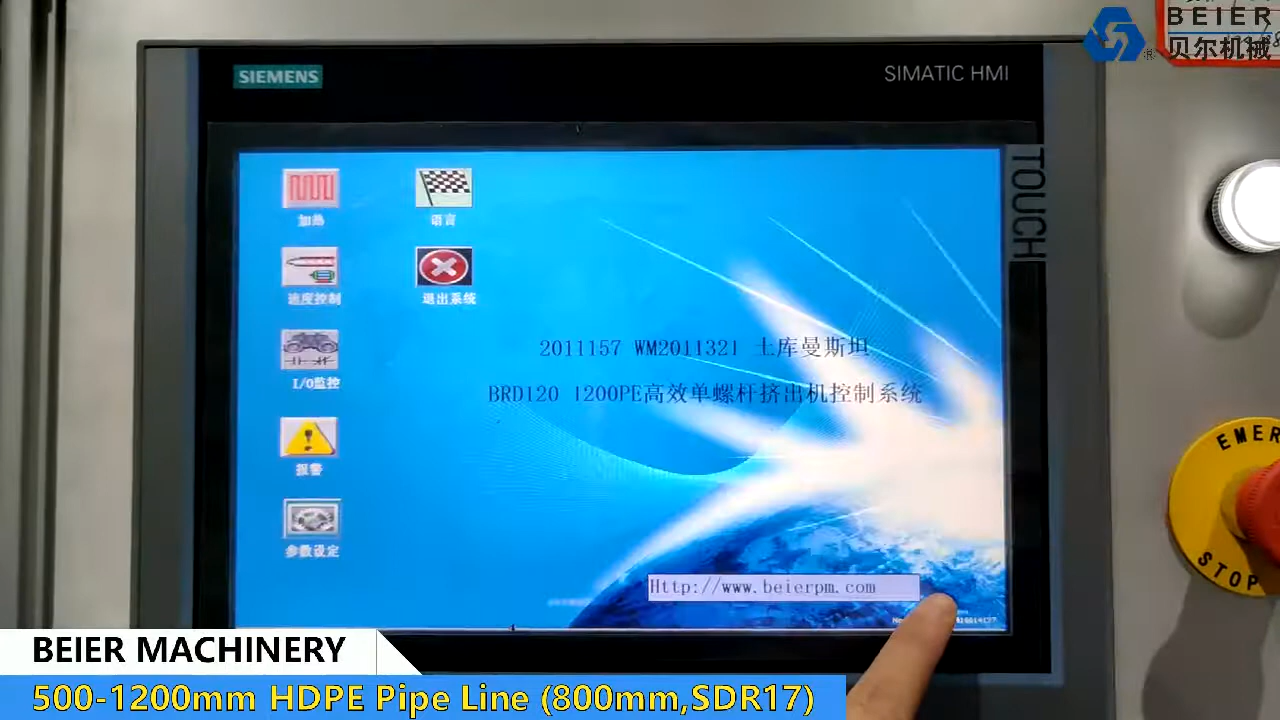 BEIER
贝尔机械
®
SIEMENS
SIMATIC HMI
TOUCH
加热
语言
速度控制
退出系统
I/O监控
报警
参数设定
2011157 WM2011321 土库曼斯坦
BRD120 1200PE高效单螺杆挤出机控制系统
Http://www.beierpm.com
EMER
STOP
BEIER MACHINERY
500-1200mm HDPE Pipe Line (800mm,SDR17)